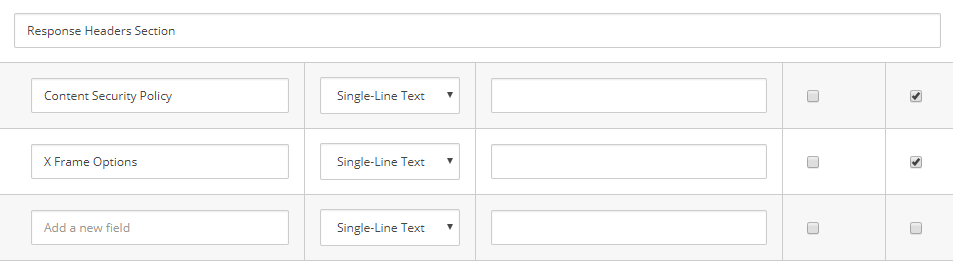 Response Headers Section
Content Security Policy Single-Line Text
X Frame Options Single-Line Text
Add a new field Single-Line Text